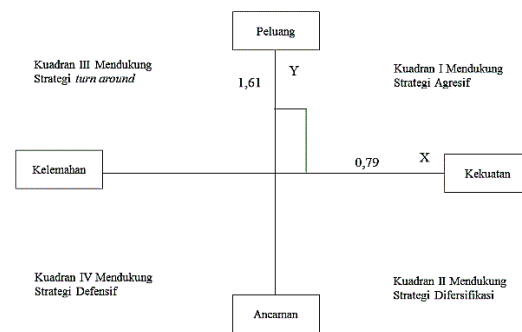 Peluang
Kuadran III Mendukung
Strategi turn around
1,61
Y
Kuadran I Mendukung
Strategi Agresif
Kelemahan
0,79
X
Kekuatan
Kuadran IV Mendukung
Strategi Defensif
Kuadran II Mendukung
Strategi Difersifikasi
Ancaman